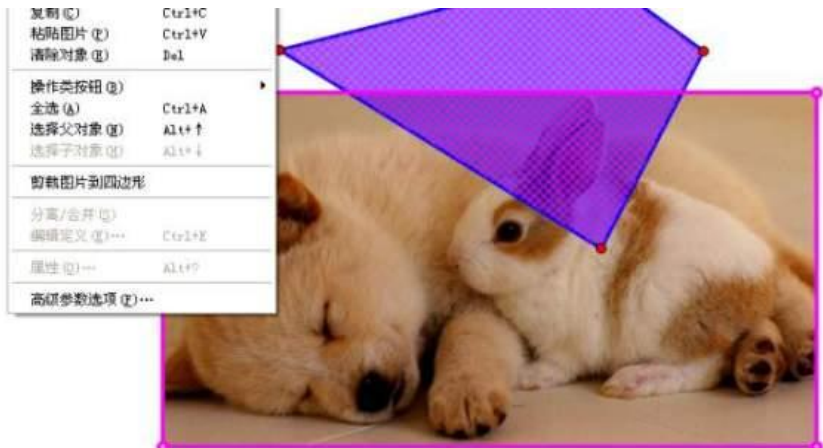 复制(C) Ctrl+C
粘贴图片(P) Ctrl+V
清除对象(E) Del
操作类按钮(B)
全选(A) Ctrl+A
选择父对象(N) Alt+↑
选择子对象 Alt+↓
剪裁图片到四边形
分离/合并
编辑定义(E)… Ctrl+E
属性 … Alt+?
高级参数选项 …